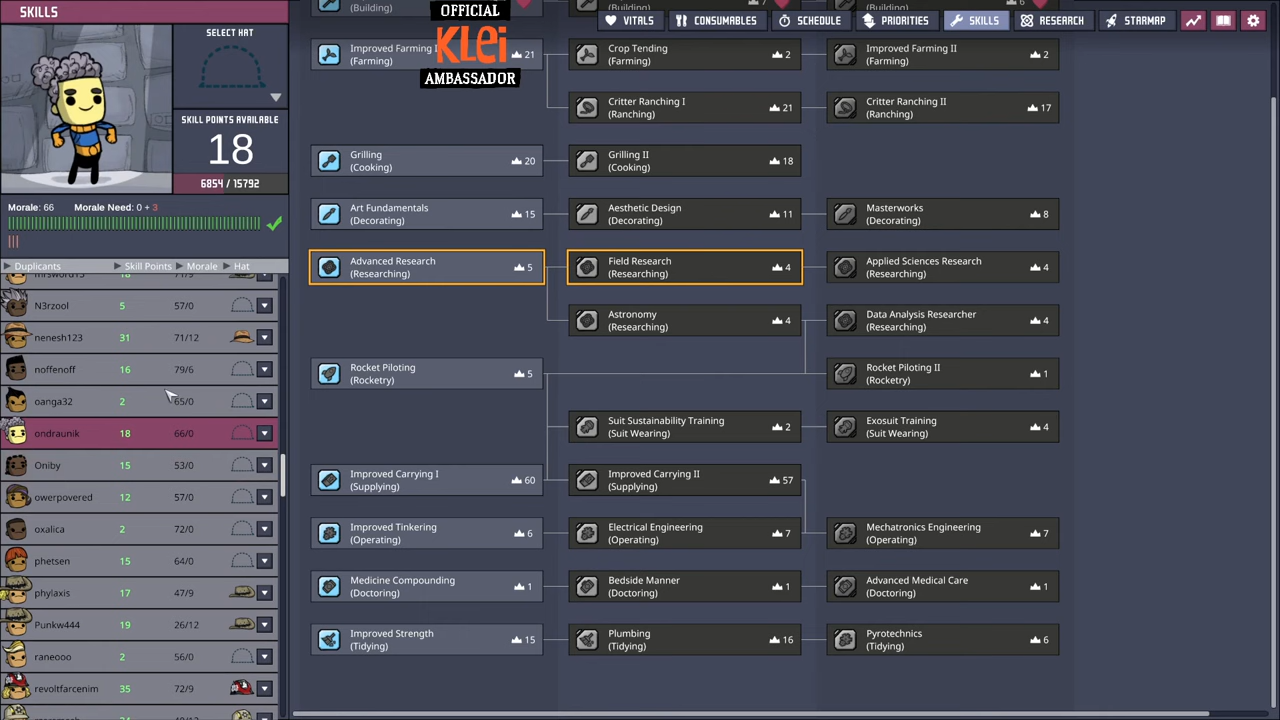 SKILLS
SELECT HAT
SKILL POINTS AVAILABLE
18
6854 / 15792
Morale: 66 Morale Need: 0 + 3
Duplicants Skill Points Morale Hat
N3rzool 5 57/0
nenesh123 31 71/12
noffenoff 16 79/6
oanga32 2 65/0
ondraunik 18 66/0
Oniby 15 53/0
owerpovered 12 57/0
oxalica 2 72/0
phetsen 15 64/0
phylaxis 17 47/9
Punkw444 19 26/12
raneooo 2 56/0
revoltfarcenim 35 72/9
OFFICIAL
Klei
AMBASSADOR
VITALS CONSUMABLES SCHEDULE PRIORITIES SKILLS RESEARCH STARMAP
(Building) (Building) (Building)
Improved Farming I 21
(Farming)
Crop Tending 2
(Farming)
Improved Farming II 2
(Farming)
Critter Ranching I 21
(Ranching)
Critter Ranching II 17
(Ranching)
Grilling 20
(Cooking)
Grilling II 18
(Cooking)
Art Fundamentals 15
(Decorating)
Aesthetic Design 11
(Decorating)
Masterworks 8
(Decorating)
Advanced Research 5
(Researching)
Field Research 4
(Researching)
Applied Sciences Research 4
(Researching)
Astronomy 4
(Researching)
Data Analysis Researcher 4
(Researching)
Rocket Piloting 5
(Rocketry)
Rocket Piloting II 1
(Rocketry)
Suit Sustainability Training 2
(Suit Wearing)
Exosuit Training 4
(Suit Wearing)
Improved Carrying I 60
(Supplying)
Improved Carrying II 57
(Supplying)
Improved Tinkering 6
(Operating)
Electrical Engineering 7
(Operating)
Mechatronics Engineering 7
(Operating)
Medicine Compounding 1
(Doctoring)
Bedside Manner 1
(Doctoring)
Advanced Medical Care 1
(Doctoring)
Improved Strength 15
(Tidying)
Plumbing 16
(Tidying)
Pyrotechnics 6
(Tidying)